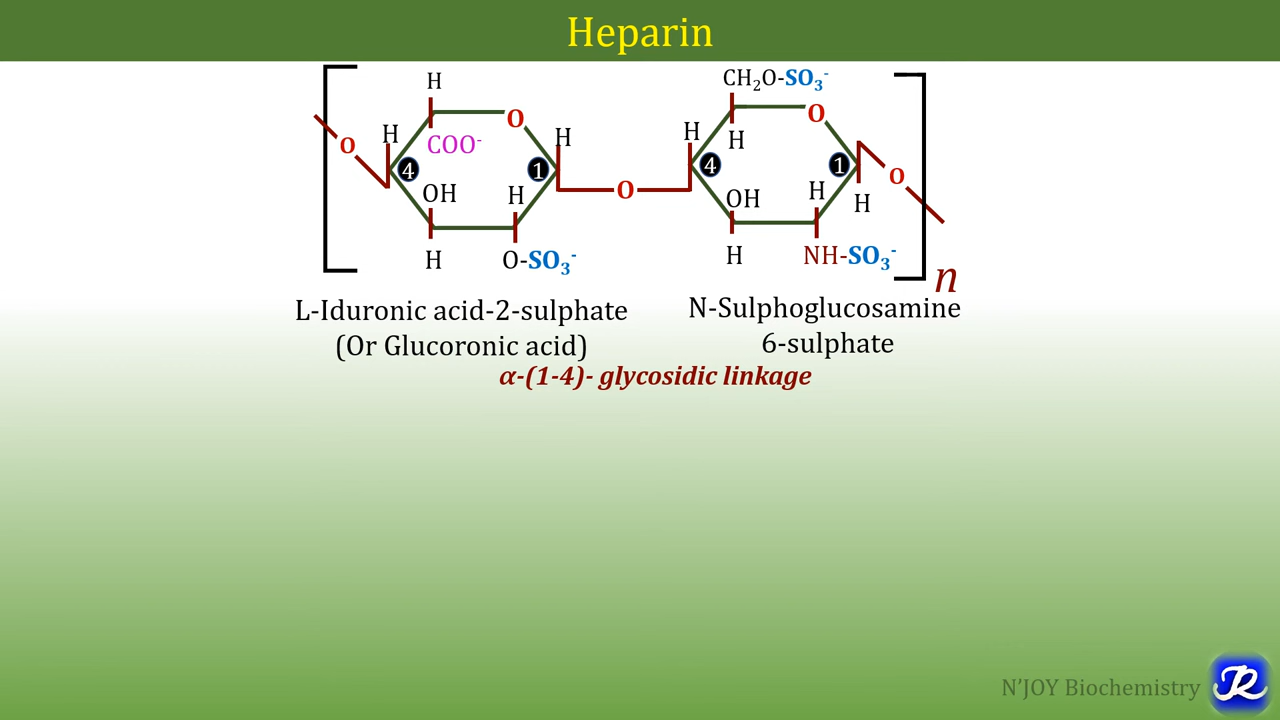 Heparin
H
CH₂O-SO₃⁻
O
O
H
COO⁻
H
H
H
O
4
1
4
1
O
OH
H
O
OH
H
H
H
O-SO₃⁻
H
NH-SO₃⁻
n
L-Iduronic acid-2-sulphate
(Or Glucoronic acid)
N-Sulphoglucosamine
6-sulphate
α-(1-4)- glycosidic linkage
N'JOY Biochemistry
JR